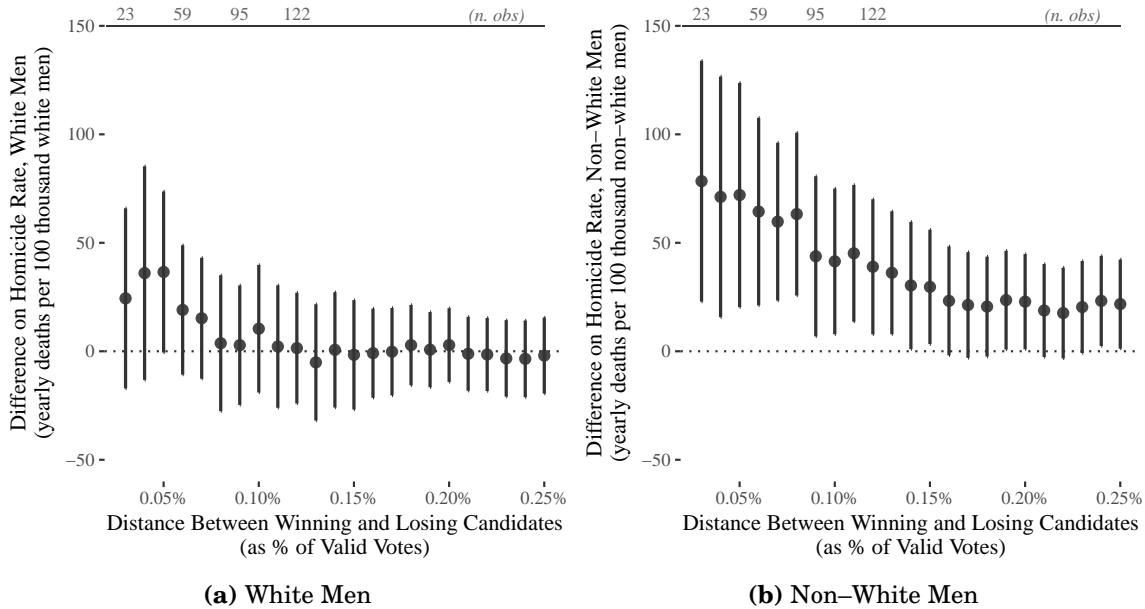 23 59 95 122 (n. obs)
150
100
50
0
−50
Difference on Homicide Rate, White Men
(yearly deaths per 100 thousand white men)
0.05% 0.10% 0.15% 0.20% 0.25%
Distance Between Winning and Losing Candidates
(as % of Valid Votes)
(a) White Men
23 59 95 122 (n. obs)
150
100
50
0
−50
Difference on Homicide Rate, Non−White Men
(yearly deaths per 100 thousand non−white men)
0.05% 0.10% 0.15% 0.20% 0.25%
Distance Between Winning and Losing Candidates
(as % of Valid Votes)
(b) Non–White Men